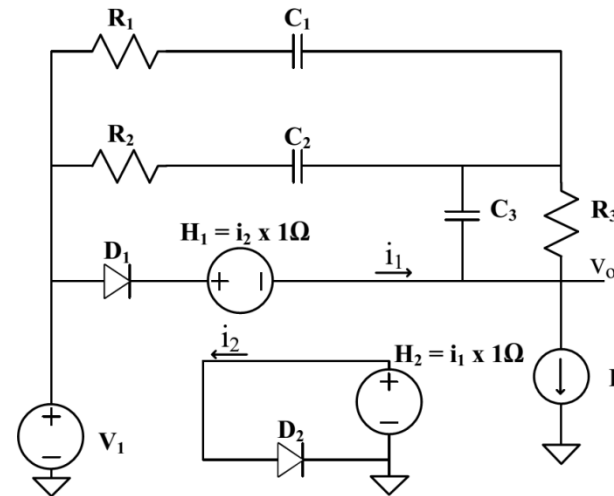 R₁
C₁
R₂
C₂
C₃
R₃
H₁ = i₂ x 1Ω
D₁
+
−
i₁
vₒ
i₂
H₂ = i₁ x 1Ω
+
−
D₂
+
−
V₁